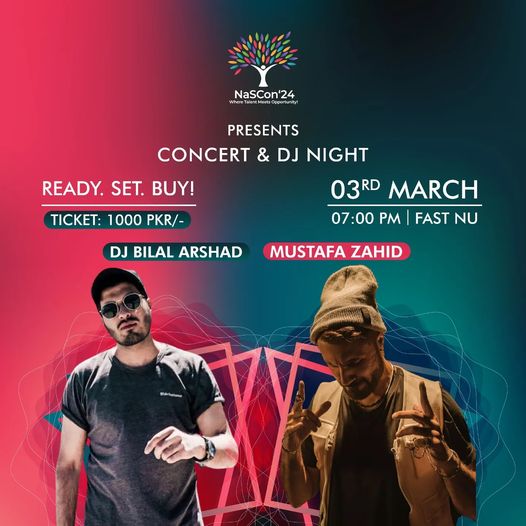 NaSCon'24
Where Talent Meets Opportunity!
PRESENTS
CONCERT & DJ NIGHT
READY. SET. BUY!
TICKET: 1000 PKR/-
03RD MARCH
07:00 PM | FAST NU
DJ BILAL ARSHAD
MUSTAFA ZAHID